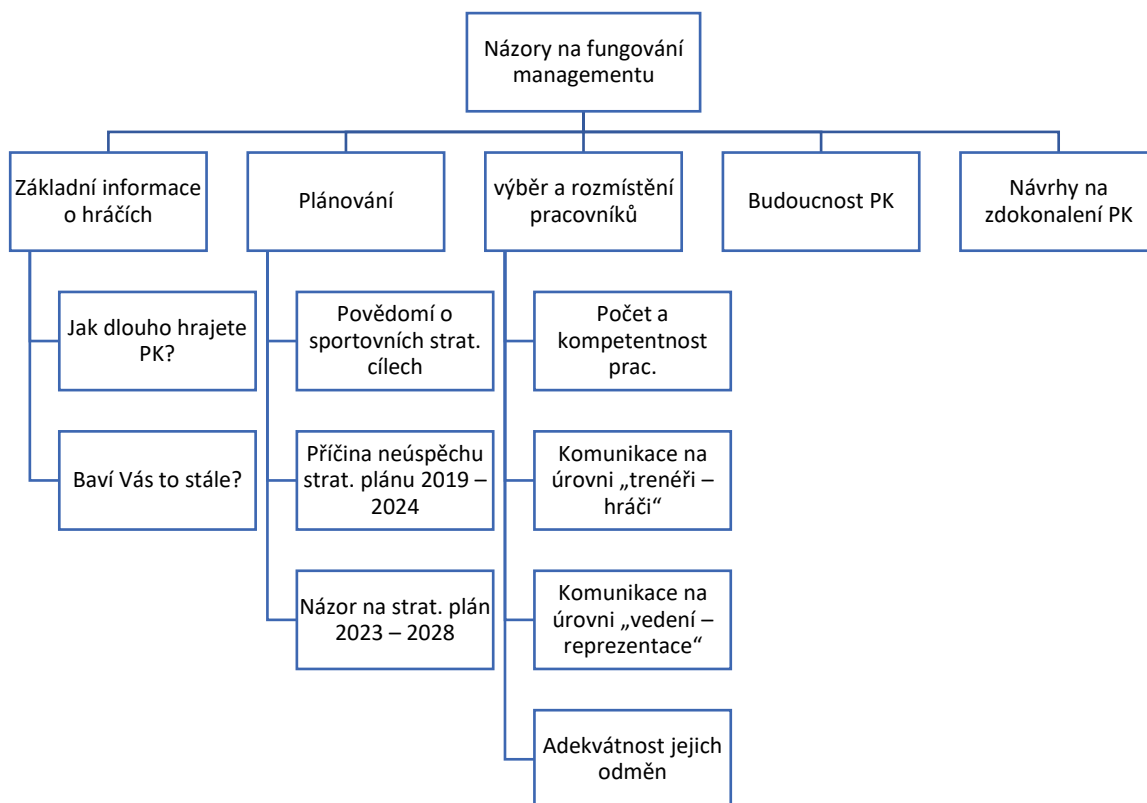 Názory na fungování
managementu
Základní informace
o hráčích
Plánování
výběr a rozmístění
pracovníků
Budoucnost PK
Návrhy na
zdokonalení PK
Jak dlouho hrajete
PK?
Baví Vás to stále?
Povědomí o
sportovních strat.
cílech
Příčina neúspěchu
strat. plánu 2019 –
2024
Názor na strat. plán
2023 – 2028
Počet a
kompetentnost
prac.
Komunikace na
úrovni „trenéři –
hráči“
Komunikace na
úrovni „vedení –
reprezentace“
Adekvátnost jejich
odměn